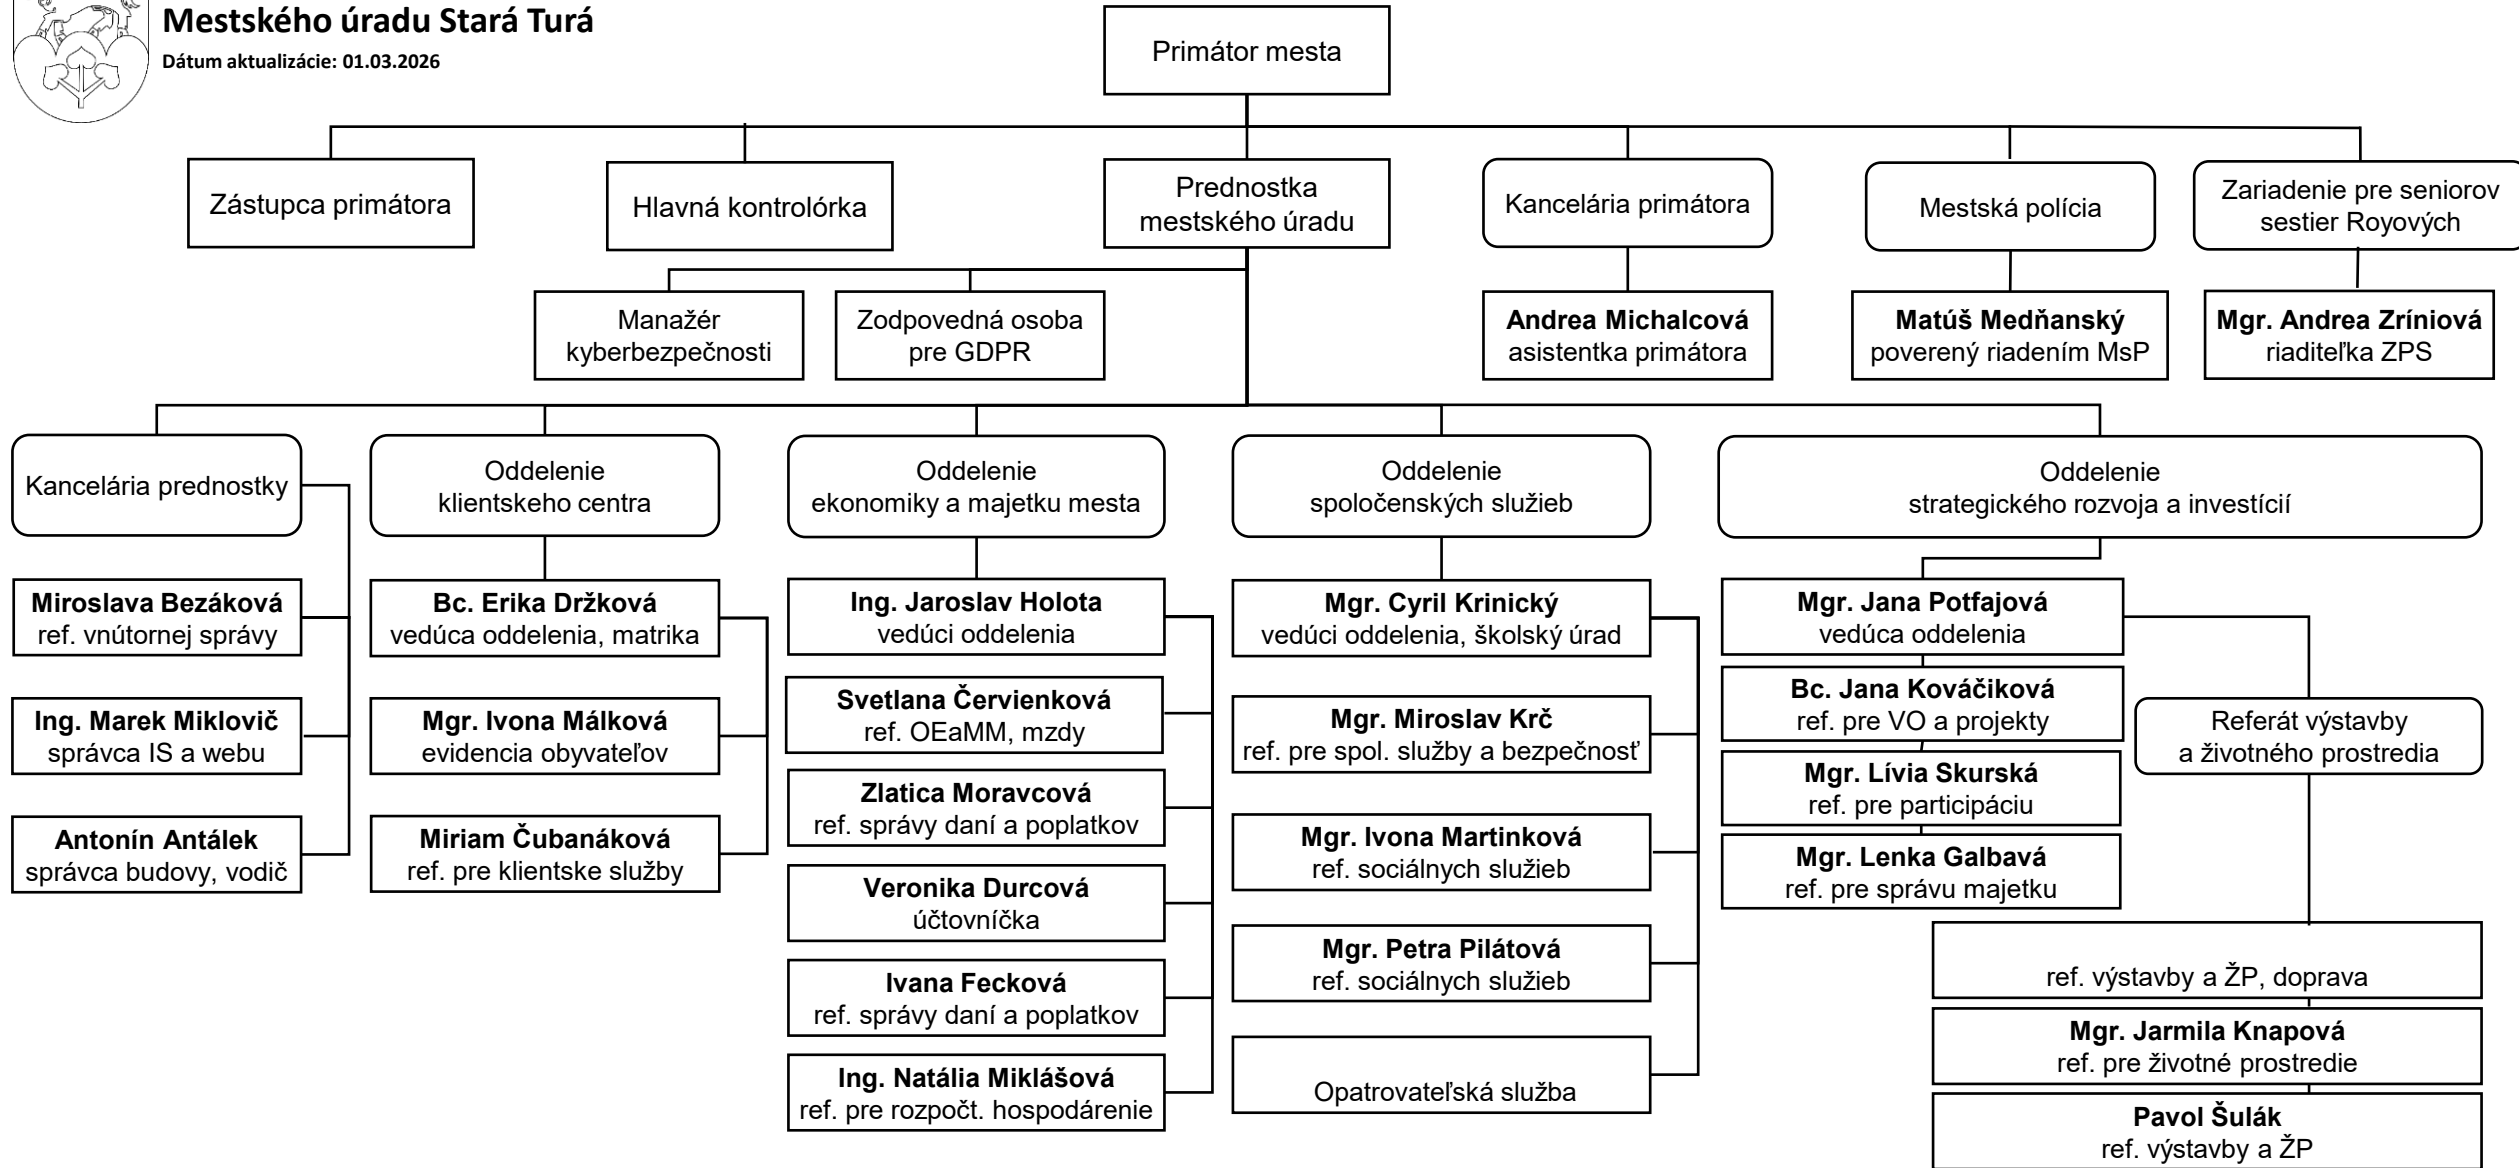 Mestského úradu Stará Turá
Dátum aktualizácie: 01.03.2026
Primátor mesta
Zástupca primátora
Hlavná kontrolórka
Prednostka
mestského úradu
Kancelária primátora
Mestská polícia
Zariadenie pre seniorov
sestier Royových
Manažér
kyberbezpečnosti
Zodpovedná osoba
pre GDPR
Andrea Michalcová
asistentka primátora
Matúš Medňanský
poverený riadením MsP
Mgr. Andrea Zríniová
riaditeľka ZPS
Kancelária prednostky
Oddelenie
klientskeho centra
Oddelenie
ekonomiky a majetku mesta
Oddelenie
spoločenských služieb
Oddelenie
strategického rozvoja a investícií
Miroslava Bezáková
ref. vnútornej správy
Ing. Marek Miklovič
správca IS a webu
Antonín Antálek
správca budovy, vodič
Bc. Erika Držková
vedúca oddelenia, matrika
Mgr. Ivona Málková
evidencia obyvateľov
Miriam Čubanáková
ref. pre klientske služby
Ing. Jaroslav Holota
vedúci oddelenia
Svetlana Červienková
ref. OEaMM, mzdy
Zlatica Moravcová
ref. správy daní a poplatkov
Veronika Durcová
účtovníčka
Ivana Fecková
ref. správy daní a poplatkov
Ing. Natália Miklášová
ref. pre rozpočt. hospodárenie
Mgr. Cyril Krinický
vedúci oddelenia, školský úrad
Mgr. Miroslav Krč
ref. pre spol. služby a bezpečnosť
Mgr. Ivona Martinková
ref. sociálnych služieb
Mgr. Petra Pilátová
ref. sociálnych služieb
Opatrovateľská služba
Mgr. Jana Potfajová
vedúca oddelenia
Bc. Jana Kováčiková
ref. pre VO a projekty
Mgr. Lívia Skurská
ref. pre participáciu
Mgr. Lenka Galbavá
ref. pre správu majetku
Referát výstavby
a životného prostredia
ref. výstavby a ŽP, doprava
Mgr. Jarmila Knapová
ref. pre životné prostredie
Pavol Šulák
ref. výstavby a ŽP